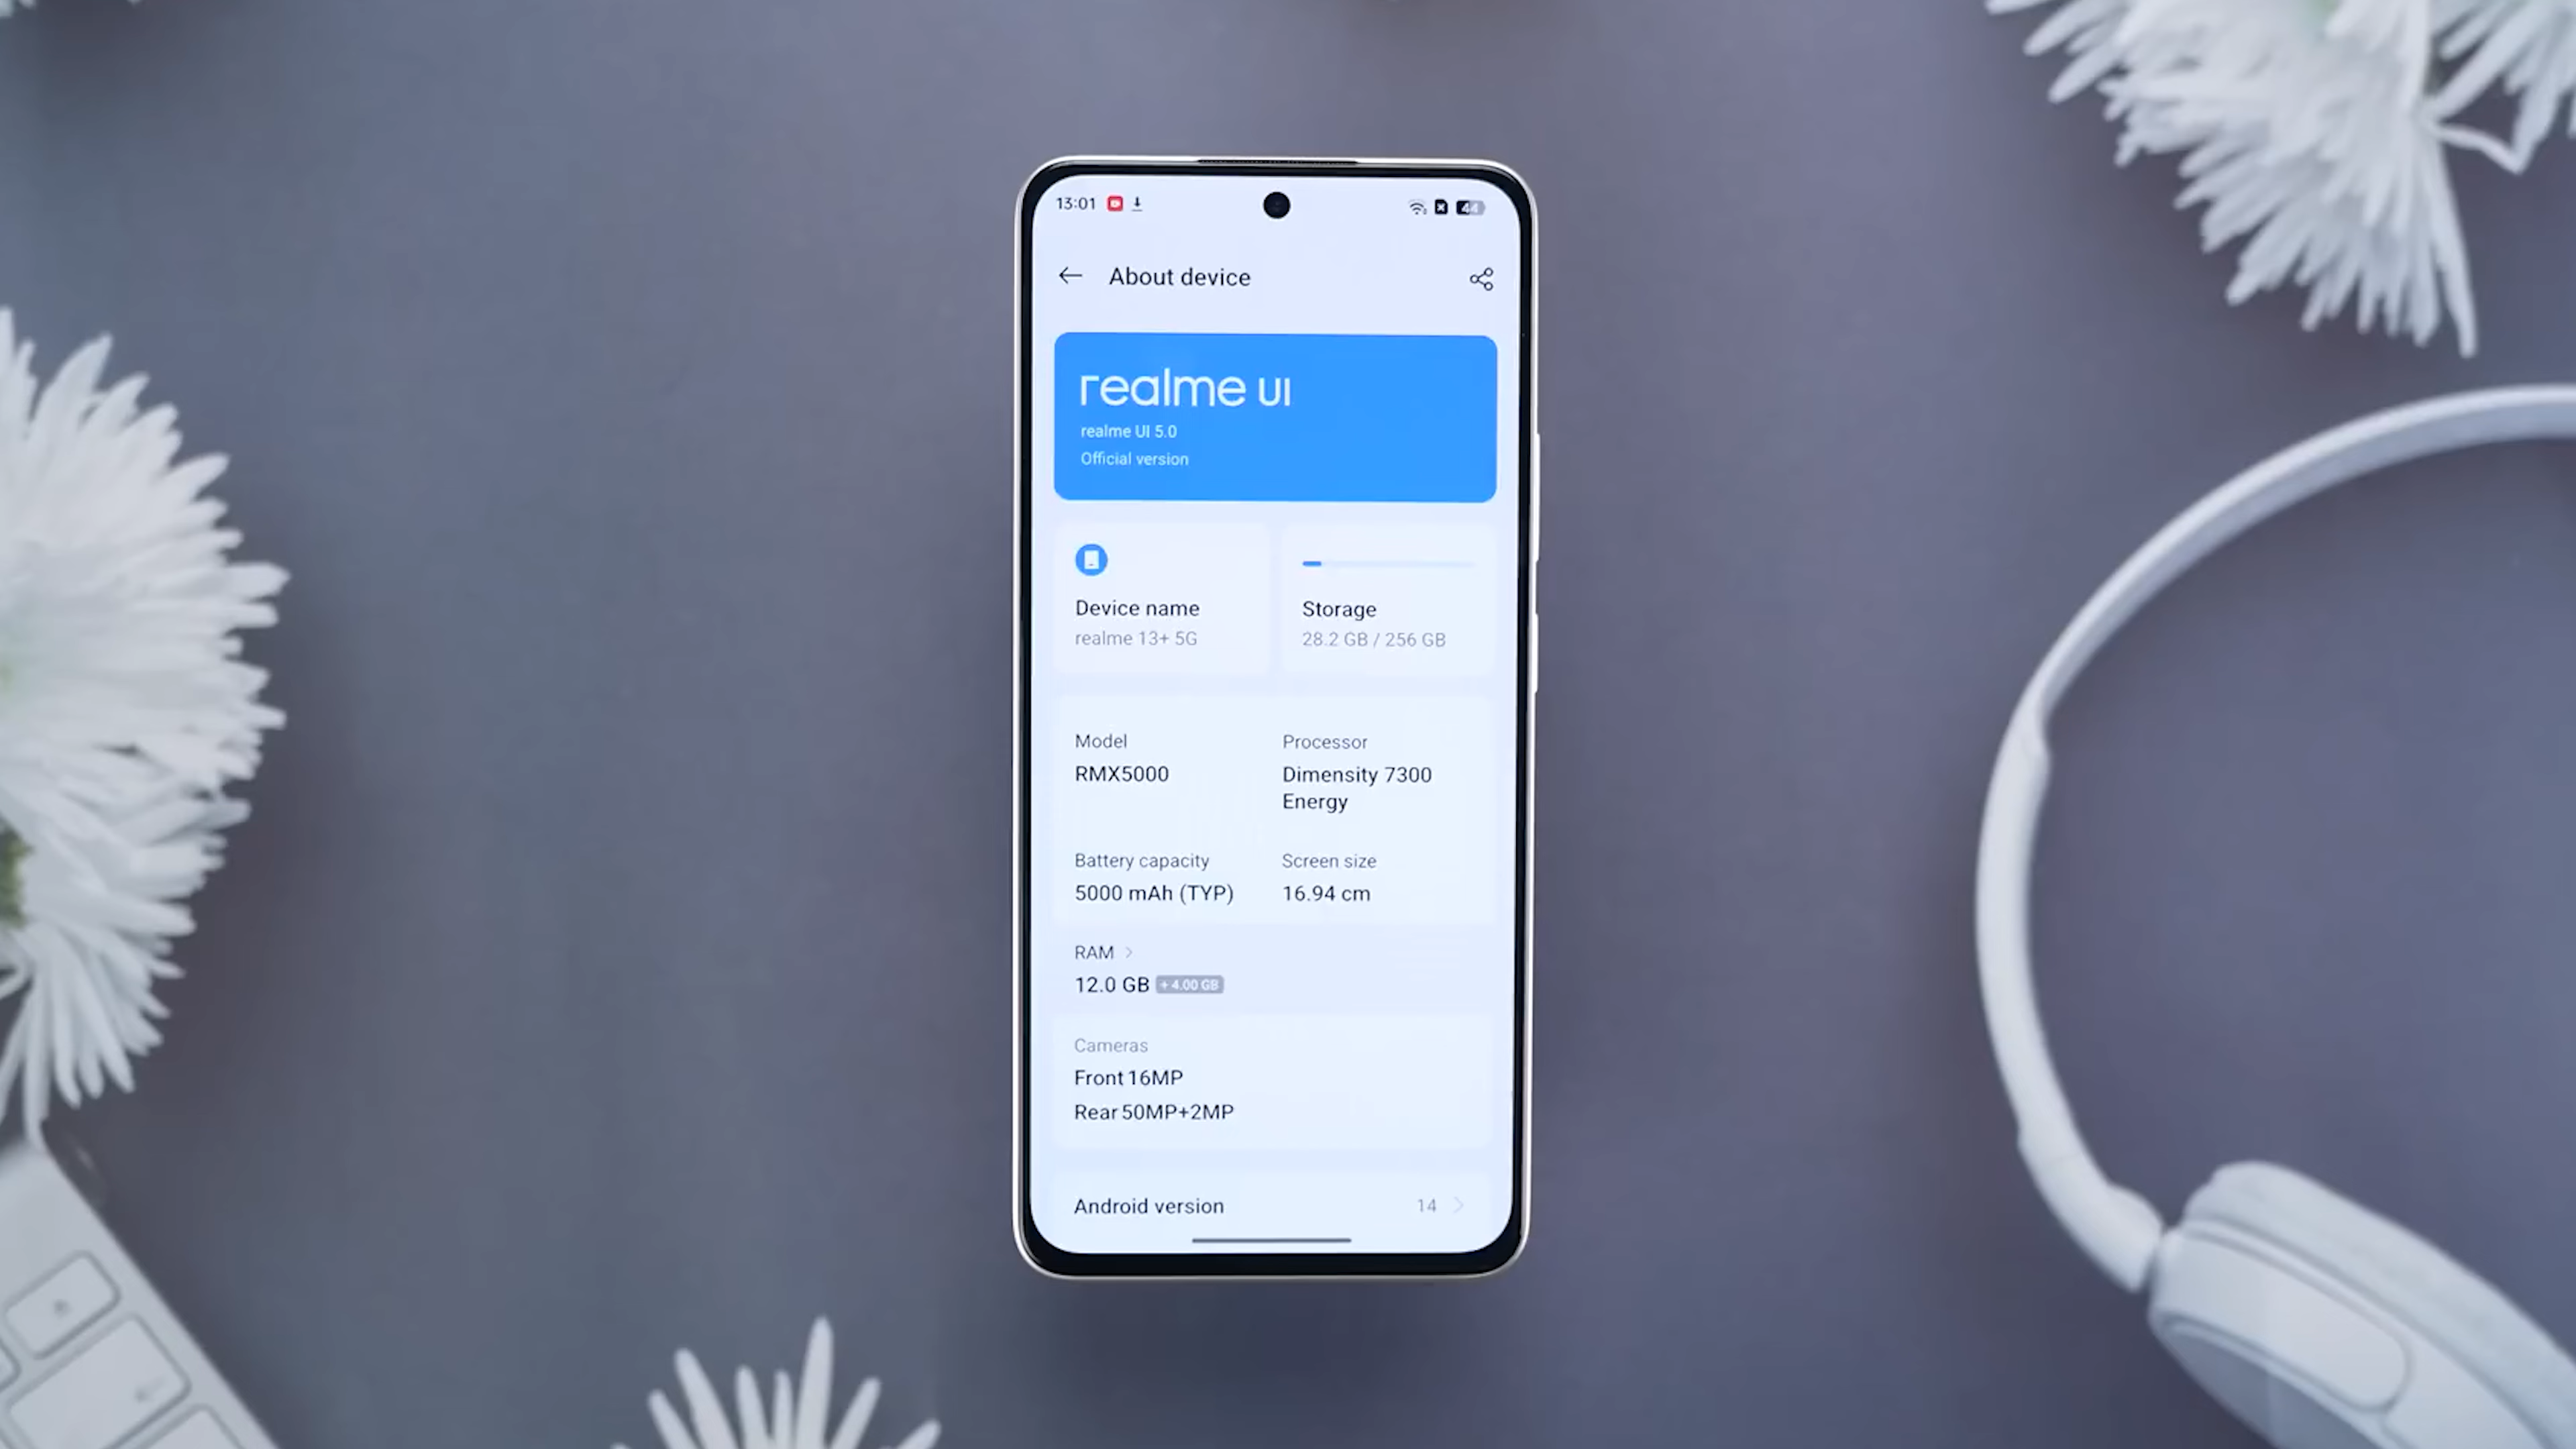 13:01
44
About device
realme UI
realme UI 5.0
Official version
Device name
realme 13+ 5G
Storage
28.2 GB / 256 GB
Model
RMX5000
Processor
Dimensity 7300
Energy
Battery capacity
5000 mAh (TYP)
Screen size
16.94 cm
RAM >
12.0 GB + 4.00 GB
Cameras
Front 16MP
Rear 50MP+2MP
Android version 14 >